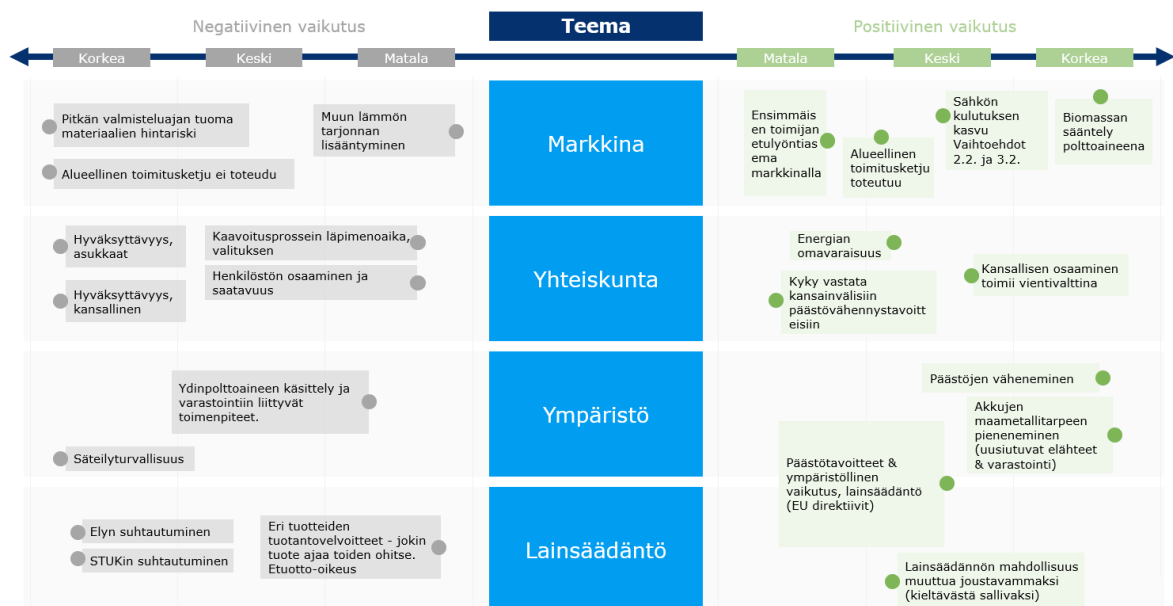 Negatiivinen vaikutus
Teema
Positiivinen vaikutus
Korkea
Keski
Matala
Matala
Keski
Korkea
Pitkän valmisteluajan tuoma
materiaalien hintariski
Muun lämmön
tarjonnan
lisääntyminen
Alueellinen toimitusketju ei toteudu
Markkina
Ensimmäis
en toimijan
etulyöntias
ema
markkinalla
Alueellinen
toimitusketju
toteutuu
Sähkön
kulutuksen
kasvu
Vaihtoehdot
2.2. ja 3.2.
Biomassan
sääntely
polttoaineena
Hyväksyttävyys,
asukkaat
Kaavoitusprossein läpimenoaika,
valituksen
Henkilöstön osaaminen ja
saatavuus
Hyväksyttävyys,
kansallinen
Yhteiskunta
Energian
omavaraisuus
Kansallisen osaaminen
toimii vientivalttina
Kyky vastata
kansainvälisiin
päästövähennystavoitt
eisiin
Ydinpolttoaineen käsittely ja
varastointiin liittyvät
toimenpiteet.
Säteilyturvallisuus
Ympäristö
Päästöjen väheneminen
Akkujen
maametallitarpeen
pieneneminen
(uusiutuvat elähteet
& varastointi)
Päästötavoitteet &
ympäristöllinen
vaikutus, lainsäädäntö
(EU direktiivit)
Elyn suhtautuminen
STUKin suhtautuminen
Eri tuotteiden
tuotantovelvoitteet - jokin
tuote ajaa toiden ohitse.
Etuotto-oikeus
Lainsäädäntö
Lainsäädännön mahdollisuus
muuttua joustavammaksi
(kieltävästä sallivaksi)